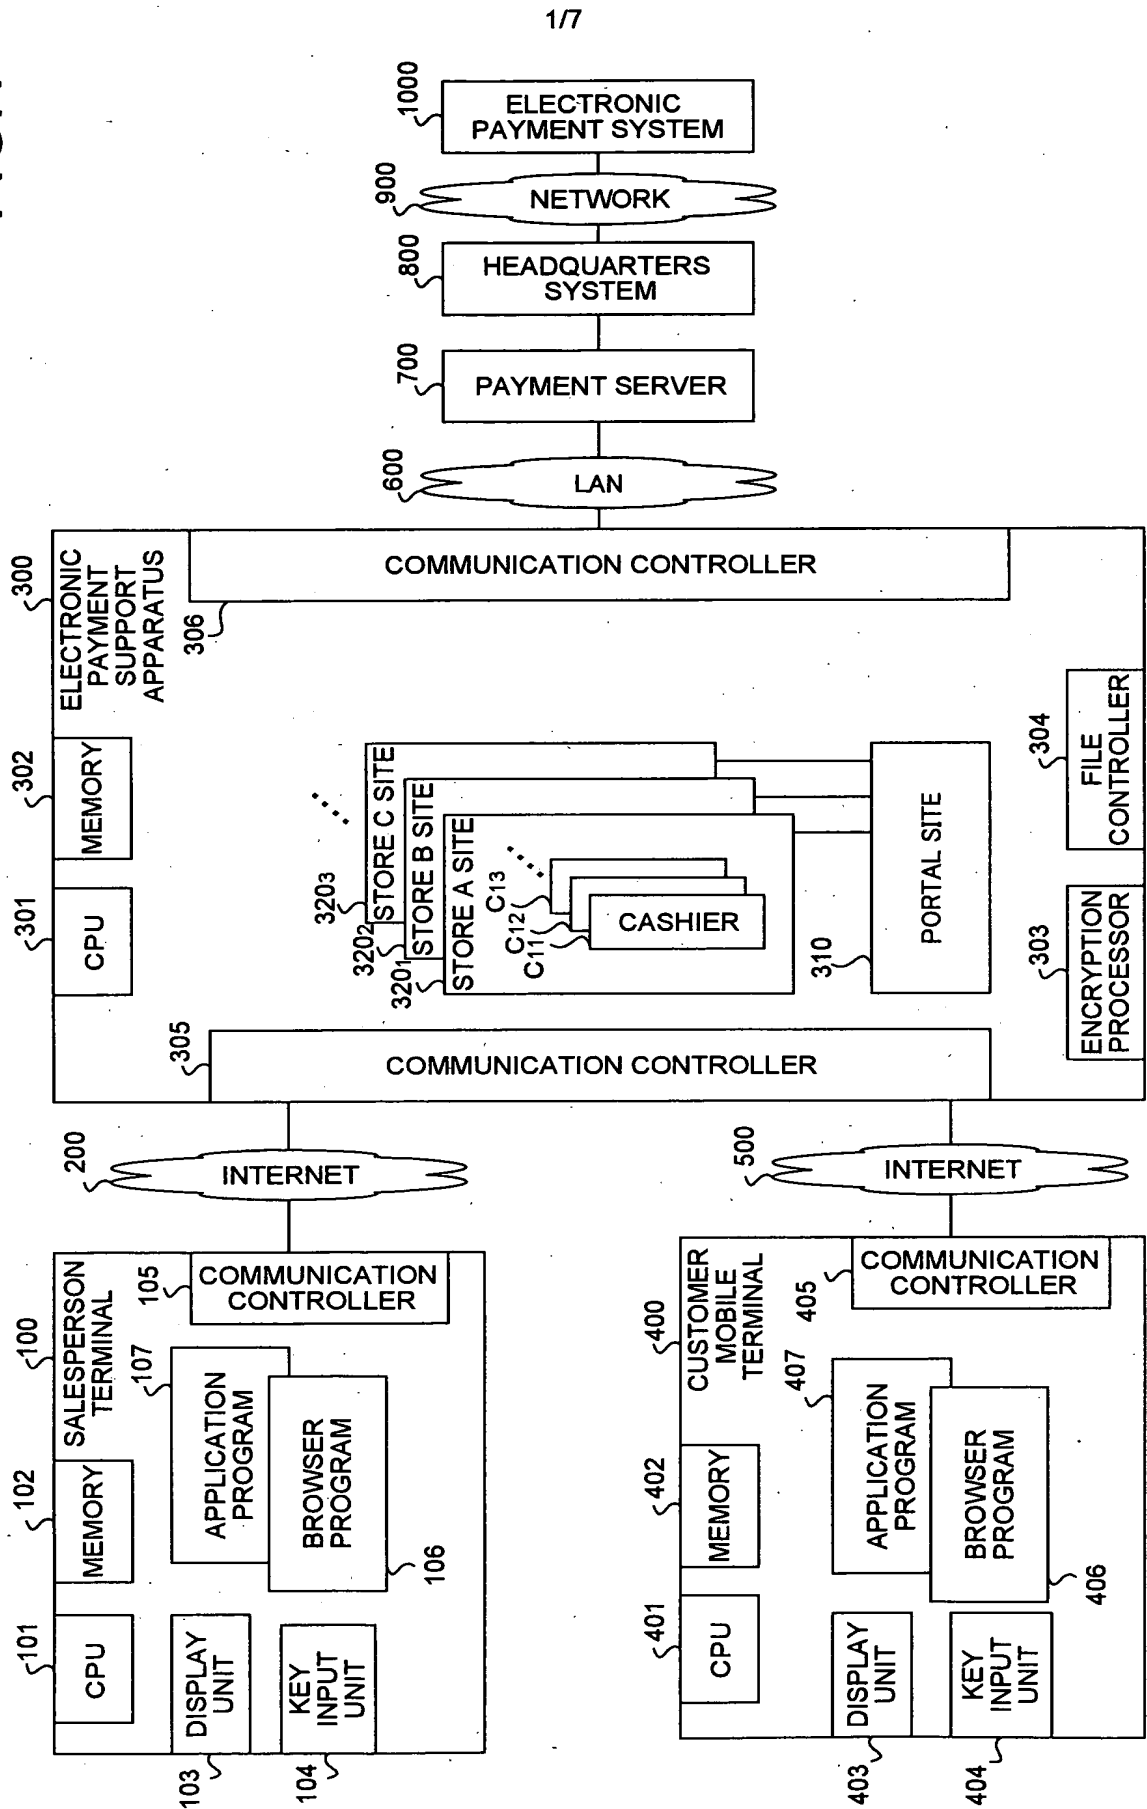 1/7
SALESPERSON
TERMINAL
100
101
CPU
102
MEMORY
103
DISPLAY
UNIT
104
KEY
INPUT
UNIT
107
APPLICATION
PROGRAM
BROWSER
PROGRAM
106
105
COMMUNICATION
CONTROLLER
200
INTERNET
CUSTOMER
MOBILE
TERMINAL
400
401
CPU
402
MEMORY
403
DISPLAY
UNIT
404
KEY
INPUT
UNIT
407
APPLICATION
PROGRAM
BROWSER
PROGRAM
406
405
COMMUNICATION
CONTROLLER
500
INTERNET
300
ELECTRONIC
PAYMENT
SUPPORT
APPARATUS
301
CPU
302
MEMORY
305
COMMUNICATION CONTROLLER
3203
STORE C SITE
3202
STORE B SITE
3201
STORE A SITE
C13
C12
C11
CASHIER
310
PORTAL SITE
303
ENCRYPTION
PROCESSOR
304
FILE
CONTROLLER
306
COMMUNICATION CONTROLLER
600
LAN
700
PAYMENT SERVER
800
HEADQUARTERS
SYSTEM
900
NETWORK
1000
ELECTRONIC
PAYMENT SYSTEM